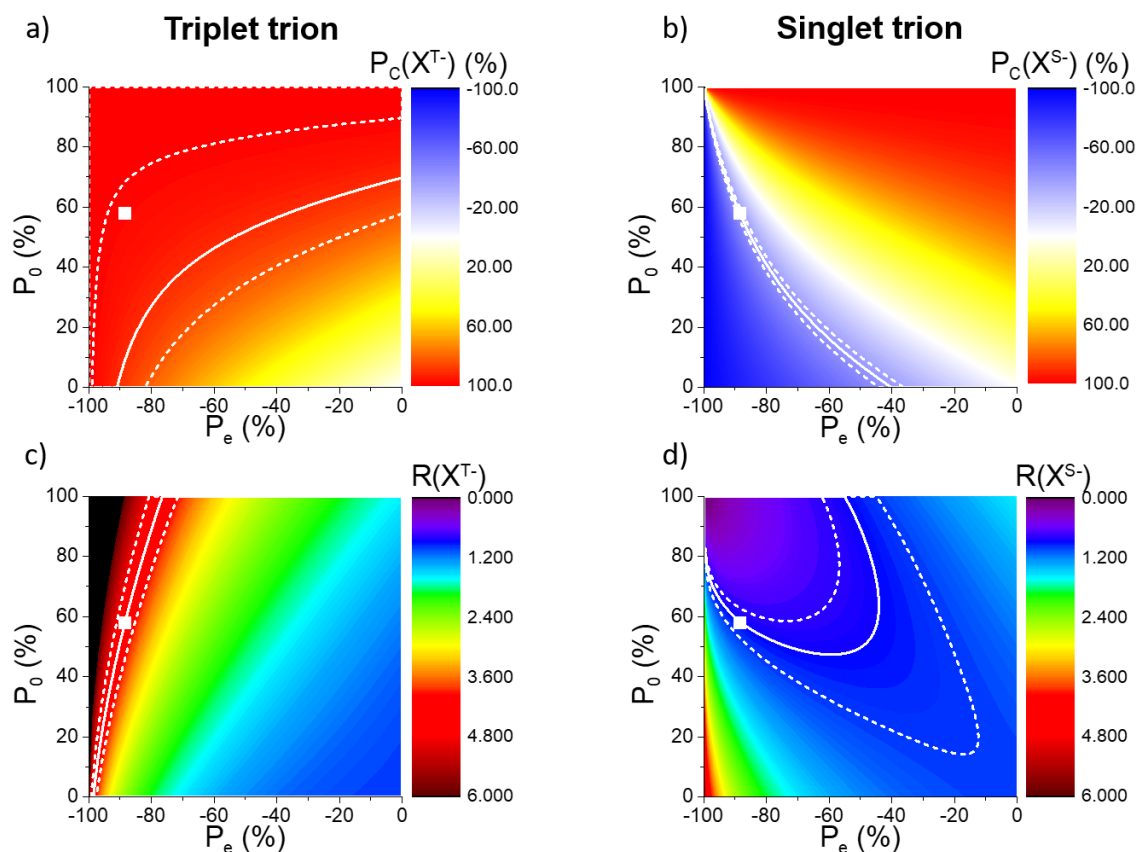 Triplet trion
Singlet trion
a)
P_C(X^T-) (%)
100
80
60
40
20
0
P_0 (%)
-100 -80 -60 -40 -20 0
P_e (%)
-100.0
-60.00
-20.00
20.00
60.00
100.0
b)
P_C(X^S-) (%)
100
80
60
40
20
0
P_0 (%)
-100 -80 -60 -40 -20 0
P_e (%)
-100.0
-60.00
-20.00
20.00
60.00
100.0
c)
R(X^T-)
100
80
60
40
20
0
P_0 (%)
-100 -80 -60 -40 -20 0
P_e (%)
0.000
1.200
2.400
3.600
4.800
6.000
d)
R(X^S-)
100
80
60
40
20
0
P_0 (%)
-100 -80 -60 -40 -20 0
P_e (%)
0.000
1.200
2.400
3.600
4.800
6.000